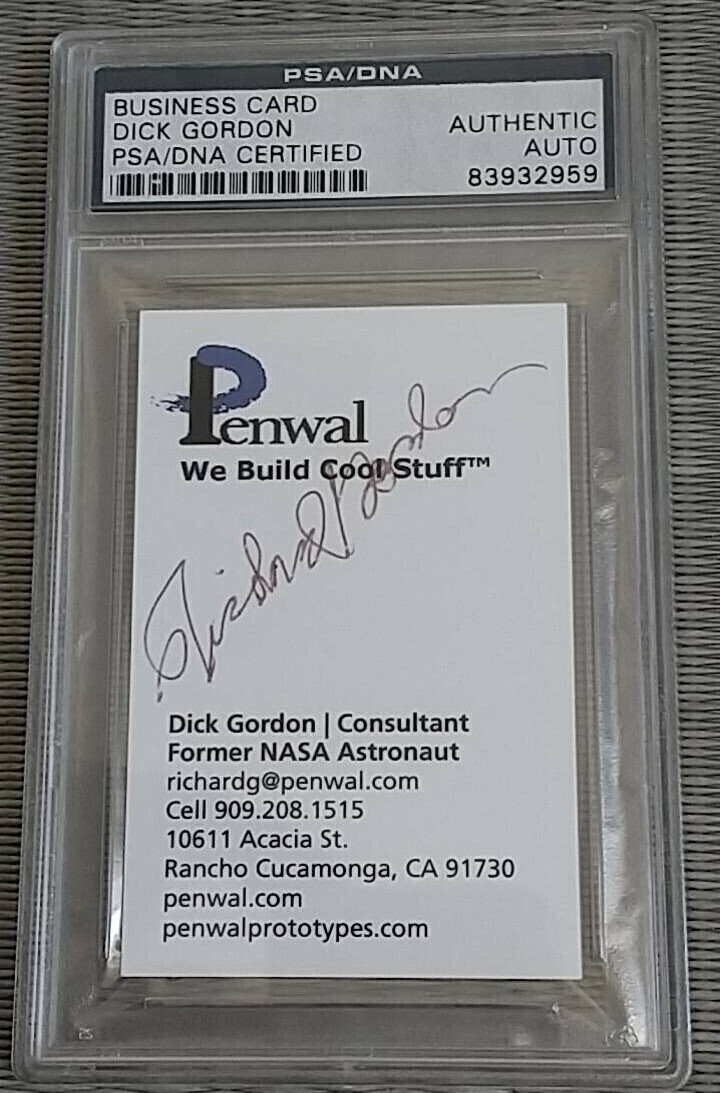 PSA/DNA
BUSINESS CARD
DICK GORDON
PSA/DNA CERTIFIED
AUTHENTIC
AUTO
83932959
Penwal
We Build Cool Stuff™
Richard Gordon
Dick Gordon | Consultant
Former NASA Astronaut
richardg@penwal.com
Cell 909.208.1515
10611 Acacia St.
Rancho Cucamonga, CA 91730
penwal.com
penwalprototypes.com